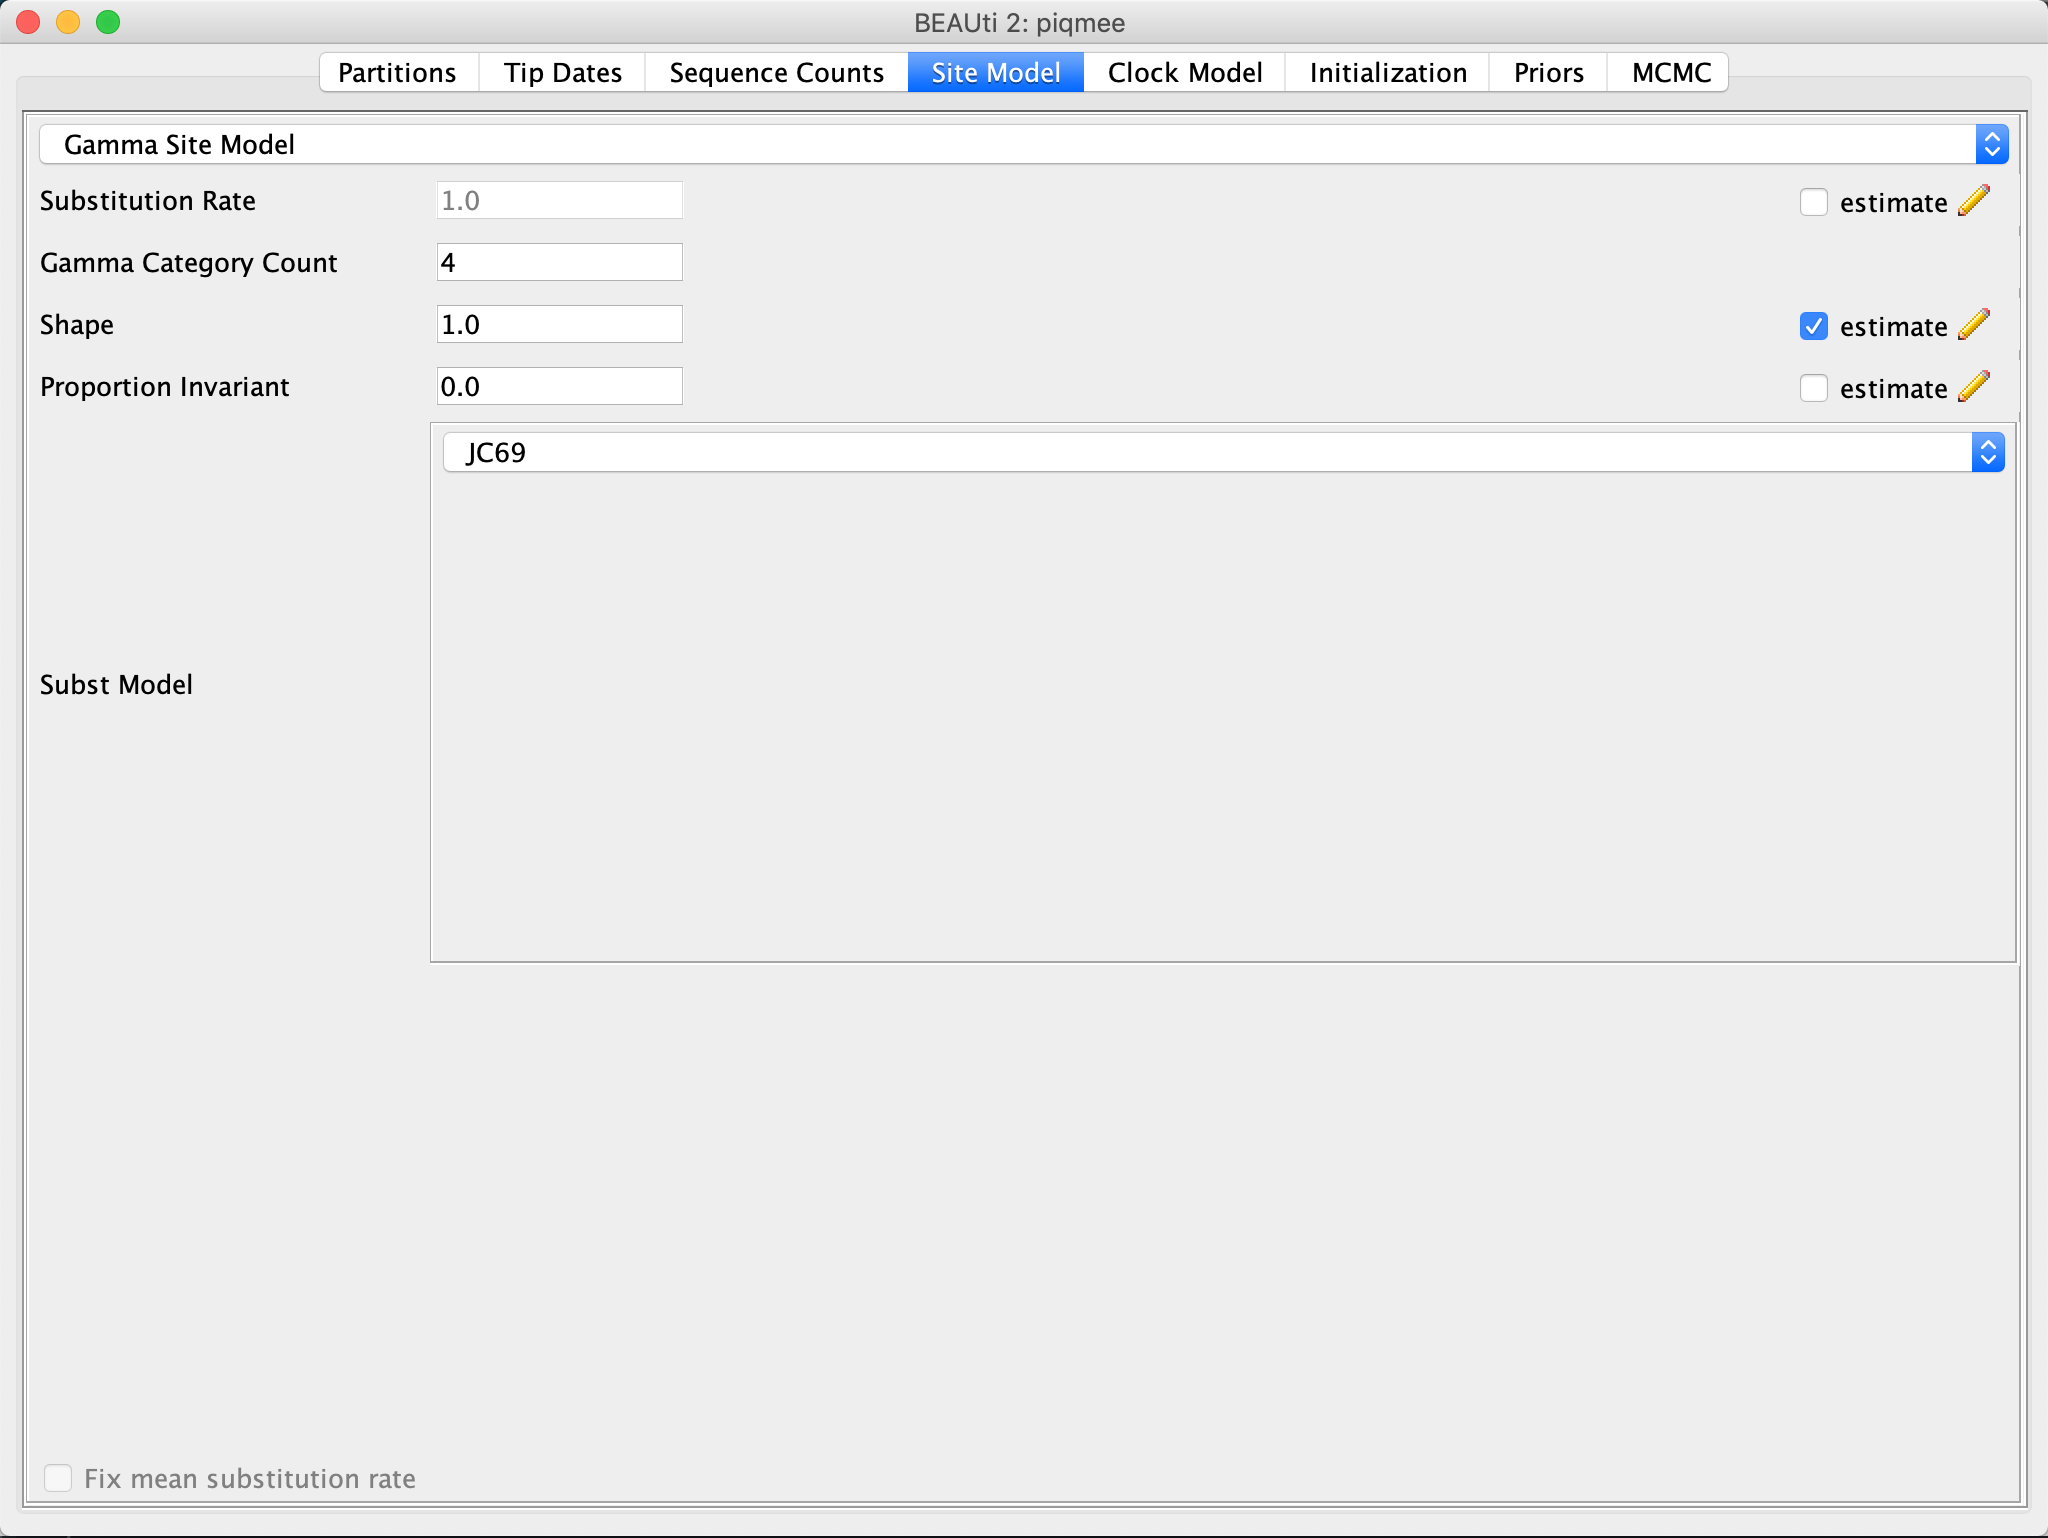 BEAUti 2: piqmee
Partitions Tip Dates Sequence Counts Site Model Clock Model Initialization Priors MCMC
Gamma Site Model
Substitution Rate 1.0 estimate
Gamma Category Count 4
Shape 1.0 estimate
Proportion Invariant 0.0 estimate
JC69
Subst Model
Fix mean substitution rate